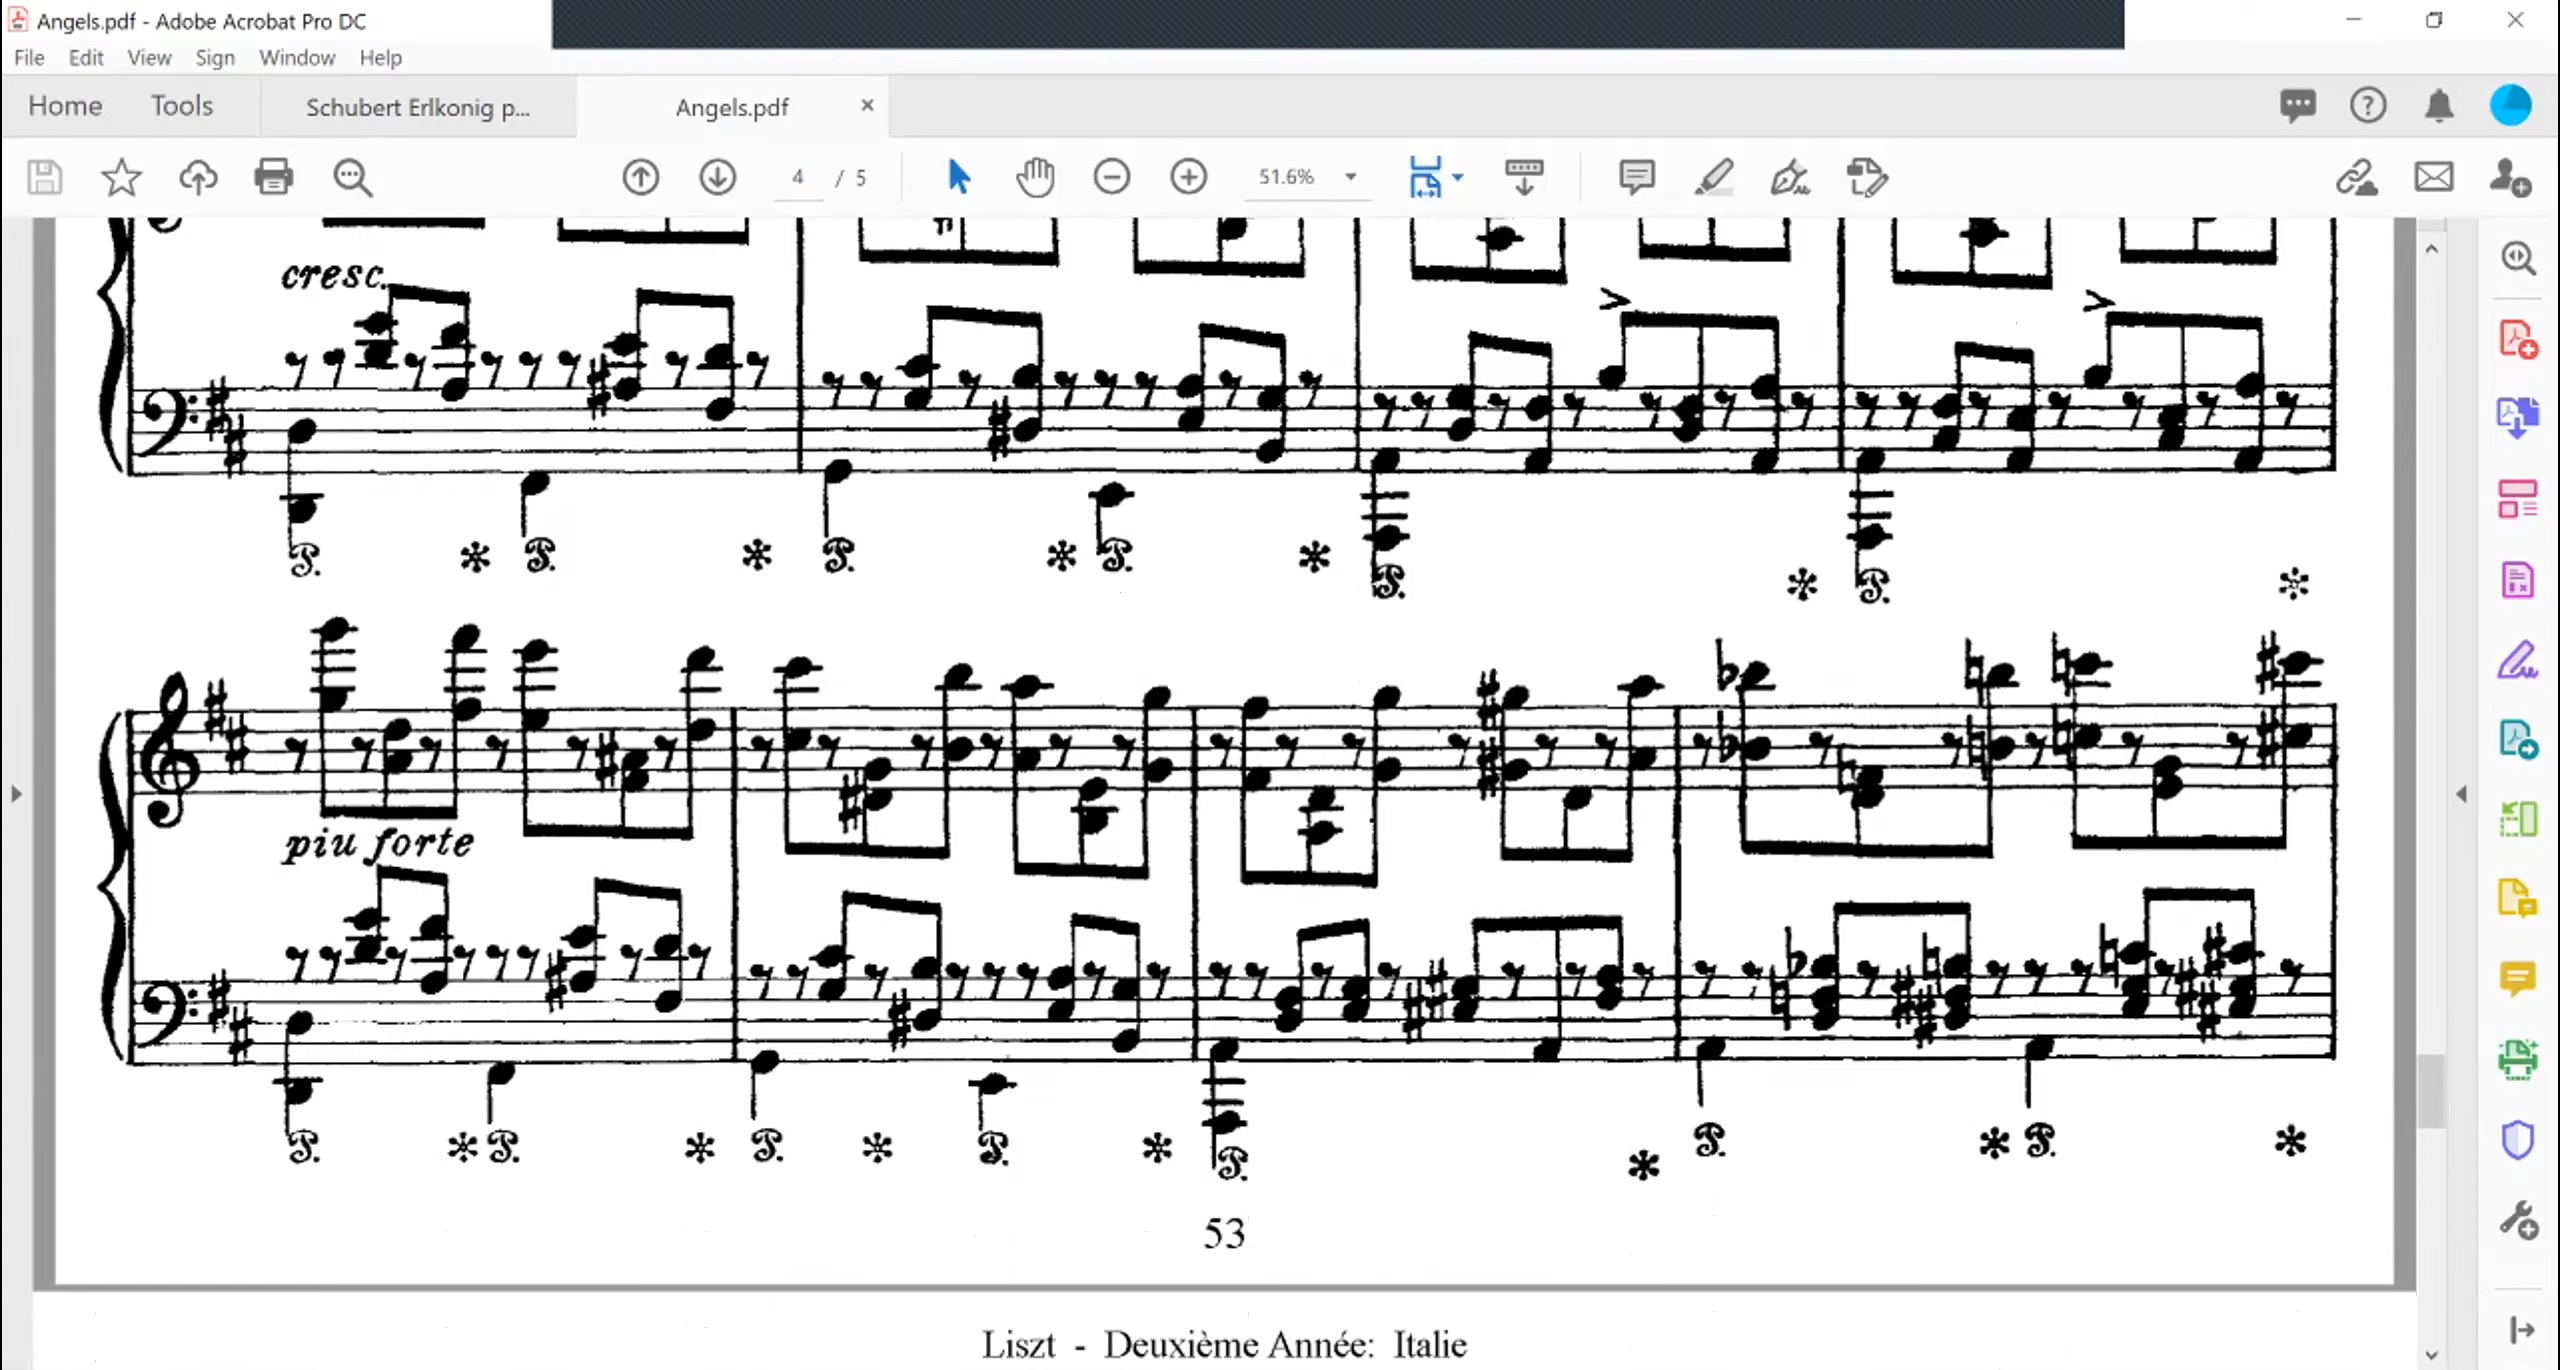 Angels.pdf - Adobe Acrobat Pro DC
File Edit View Sign Window Help
Home Tools Schubert Erlkonig p... Angels.pdf
4 / 5 51.6%
cresc.
piu forte
53
Liszt - Deuxième Année: Italie